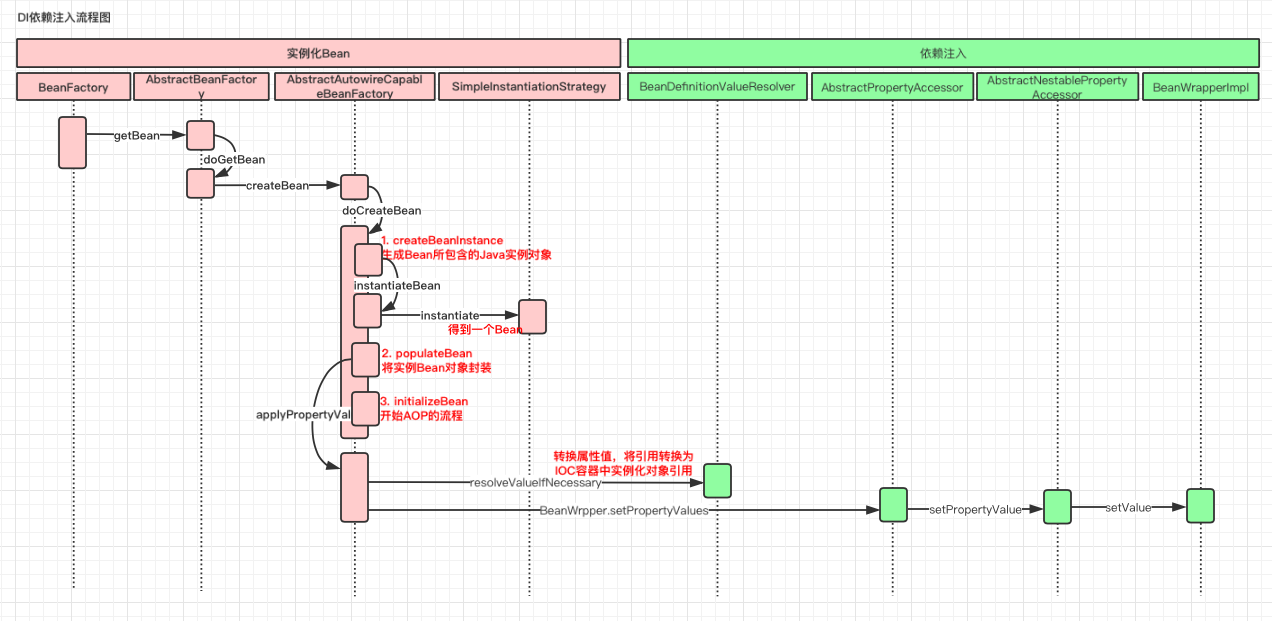 DI依赖注入流程图
实例化Bean
依赖注入
BeanFactory
AbstractBeanFactor
y
AbstractAutowireCapabl
eBeanFactory
SimpleInstantiationStrategy
BeanDefinitionValueResolver
AbstractPropertyAccessor
AbstractNestableProperty
Accessor
BeanWrapperImpl
getBean
doGetBean
createBean
doCreateBean
1. createBeanInstance
生成Bean所包含的Java实例对象
instantiateBean
instantiate
得到一个Bean
2. populateBean
将实例Bean对象封装
3. initializeBean
开始AOP的流程
applyPropertyVal
转换属性值，将引用转换为
IOC容器中实例化对象引用
resolveValueIfNecessary
BeanWrpper.setPropertyValues
setPropertyValue
setValue